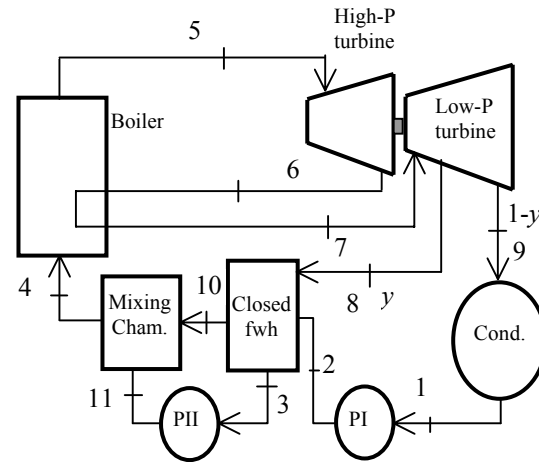 High-P
turbine
5
Boiler
Low-P
turbine
6
7
1-y
9
4
Mixing
Cham.
10
Closed
fwh
8
y
Cond.
2
11
PII
3
PI
1